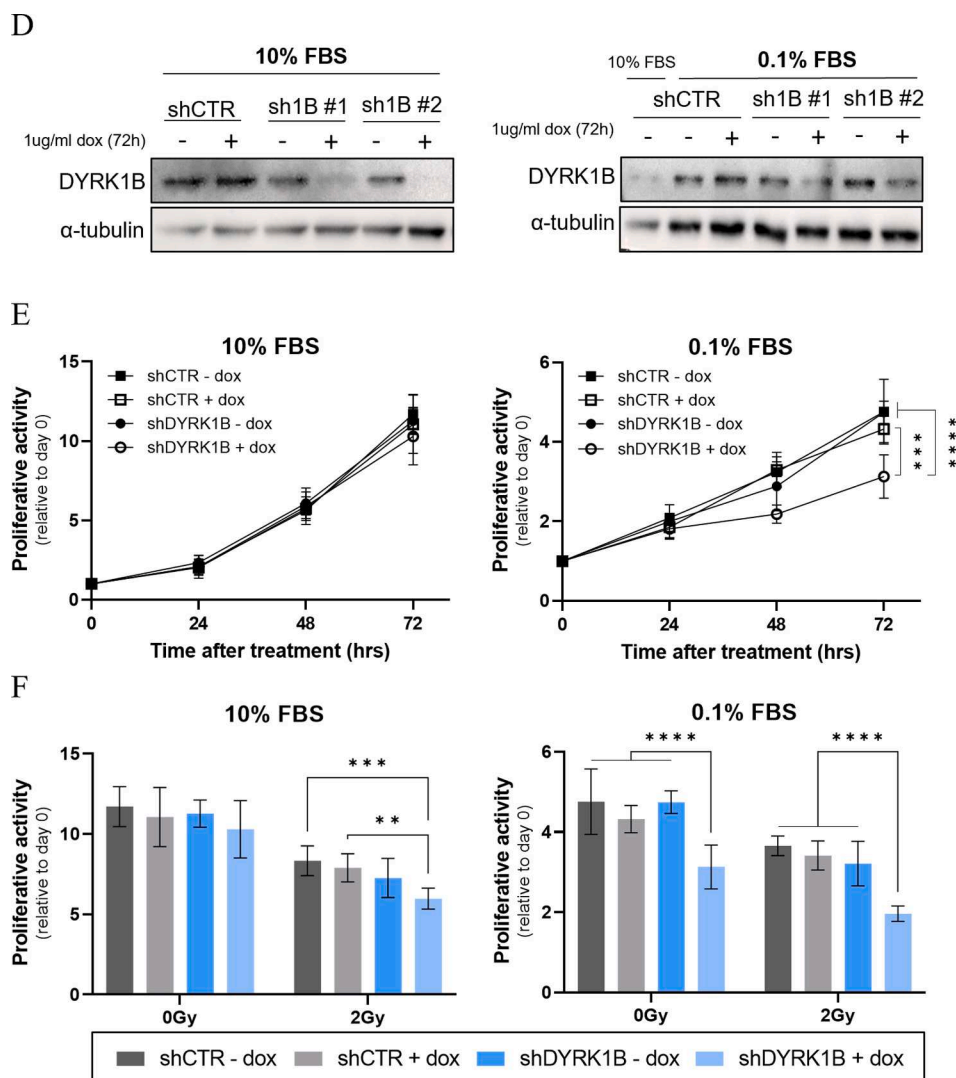 D
10% FBS
shCTR sh1B #1 sh1B #2
1ug/ml dox (72h) - + - + - +
DYRK1B
α-tubulin
10% FBS 0.1% FBS
shCTR sh1B #1 sh1B #2
- - + - + - +
DYRK1B
α-tubulin
E
10% FBS
Proliferative activity
(relative to day 0)
15
10
5
0
shCTR - dox
shCTR + dox
shDYRK1B - dox
shDYRK1B + dox
0 24 48 72
Time after treatment (hrs)
0.1% FBS
Proliferative activity
(relative to day 0)
6
4
2
0
shCTR - dox
shCTR + dox
shDYRK1B - dox
shDYRK1B + dox
***
****
0 24 48 72
Time after treatment (hrs)
F
10% FBS
Proliferative activity
(relative to day 0)
15
10
5
0
***
**
0Gy 2Gy
0.1% FBS
Proliferative activity
(relative to day 0)
6
4
2
0
**** ****
0Gy 2Gy
shCTR - dox shCTR + dox shDYRK1B - dox shDYRK1B + dox